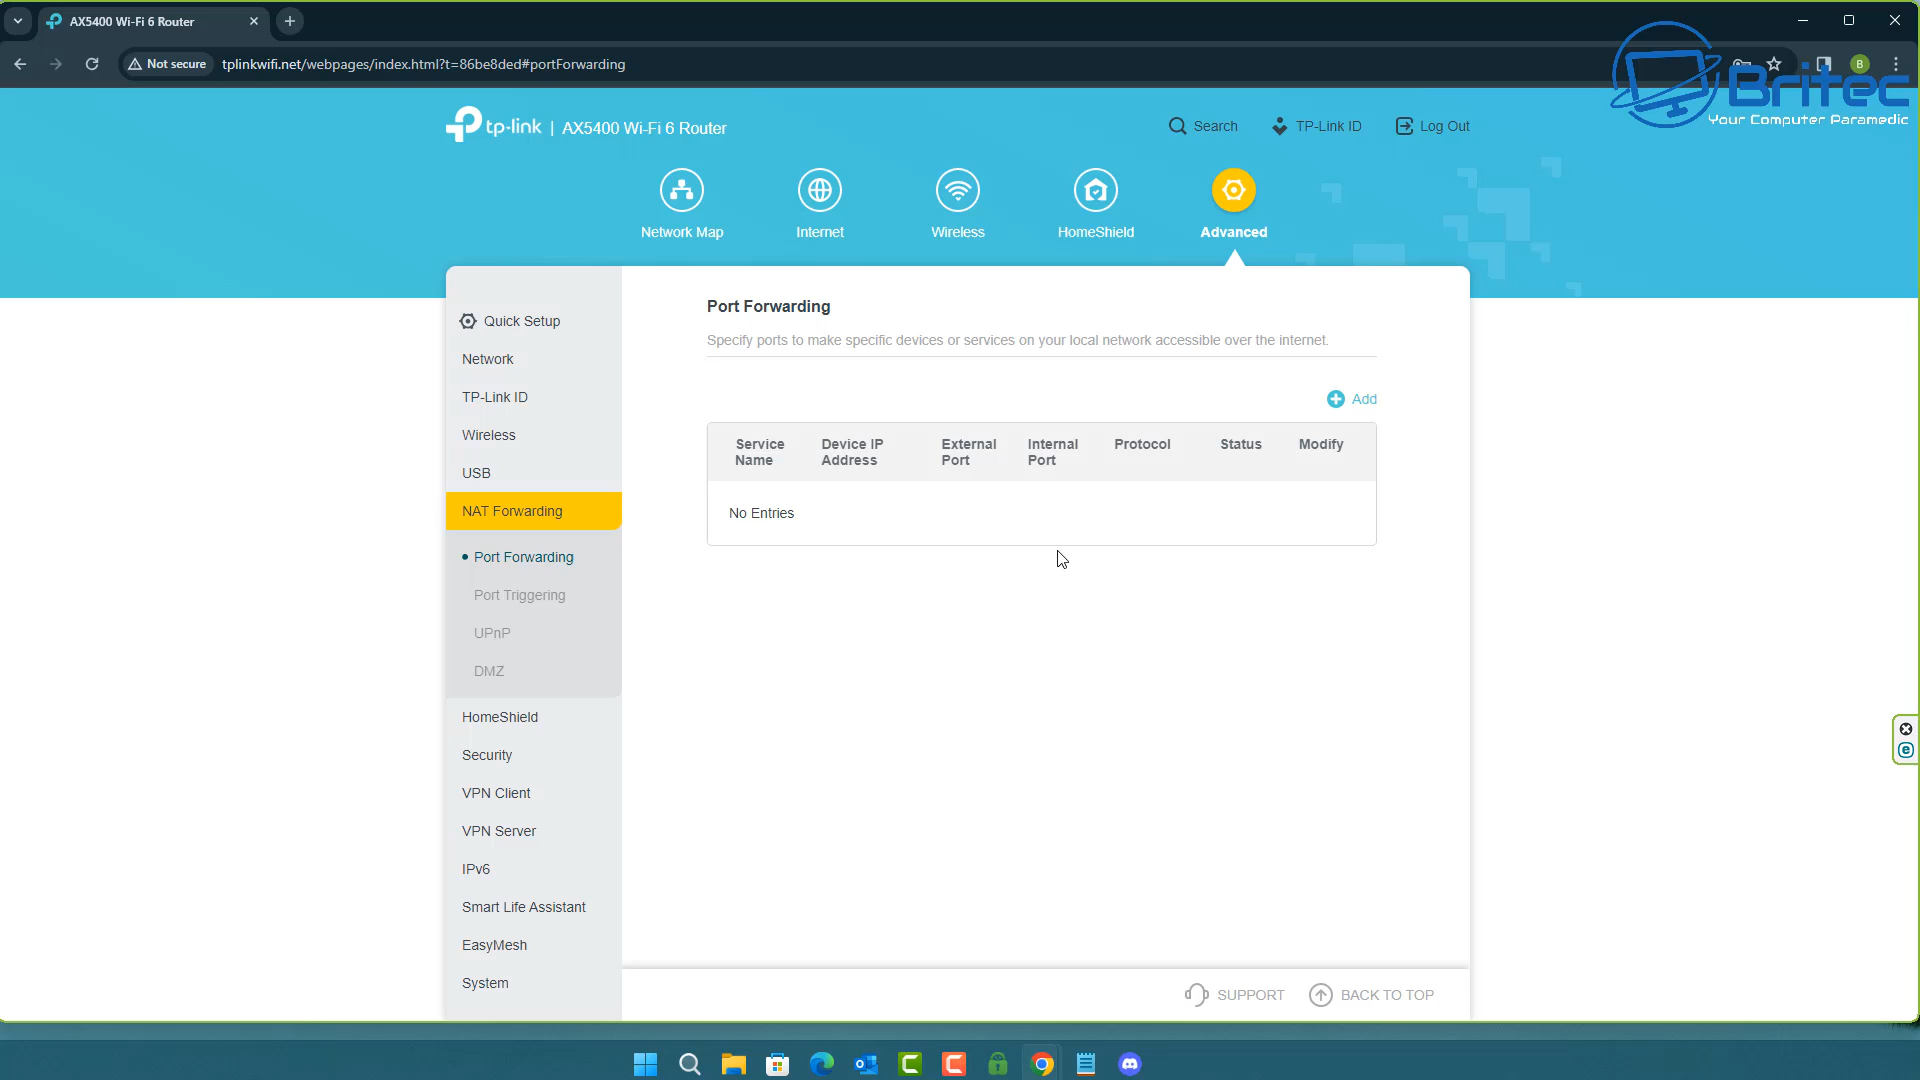 AX5400 Wi-Fi 6 Router
Not secure
tplinkwifi.net/webpages/index.html?t=86be8ded#portForwarding
B
Britec
Your Computer Paramedic
tp-link | AX5400 Wi-Fi 6 Router
Search
TP-Link ID
Log Out
Network Map
Internet
Wireless
HomeShield
Advanced
Quick Setup
Network
TP-Link ID
Wireless
USB
NAT Forwarding
Port Forwarding
Port Triggering
UPnP
DMZ
HomeShield
Security
VPN Client
VPN Server
IPv6
Smart Life Assistant
EasyMesh
System
Port Forwarding
Specify ports to make specific devices or services on your local network accessible over the internet.
Add
Service Name
Device IP Address
External Port
Internal Port
Protocol
Status
Modify
No Entries
SUPPORT
BACK TO TOP